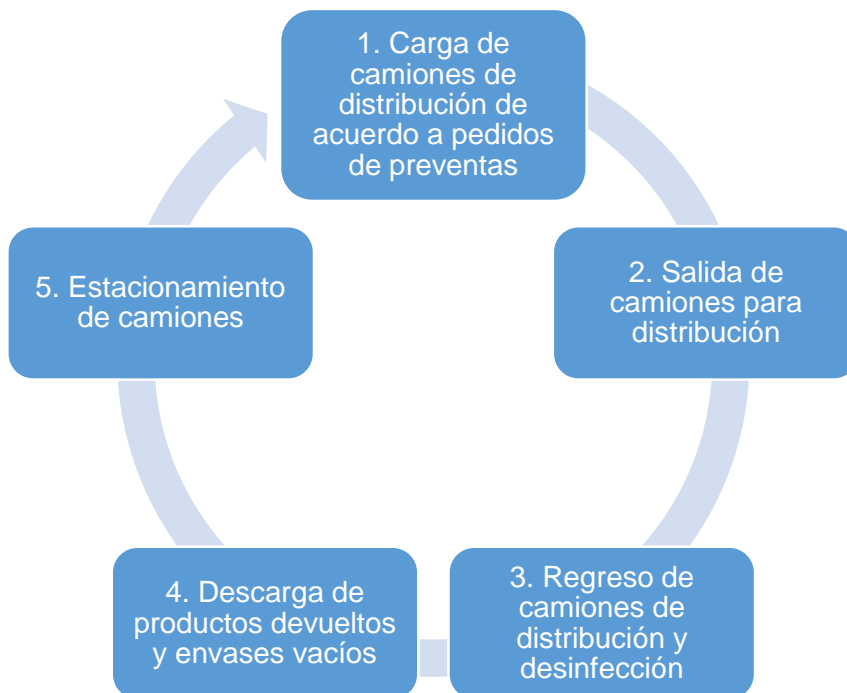 1. Carga de
camiones de
distribución de
acuerdo a pedidos
de preventas
2. Salida de
camiones para
distribución
3. Regreso de
camiones de
distribución y
desinfección
4. Descarga de
productos devueltos
y envases vacíos
5. Estacionamiento
de camiones